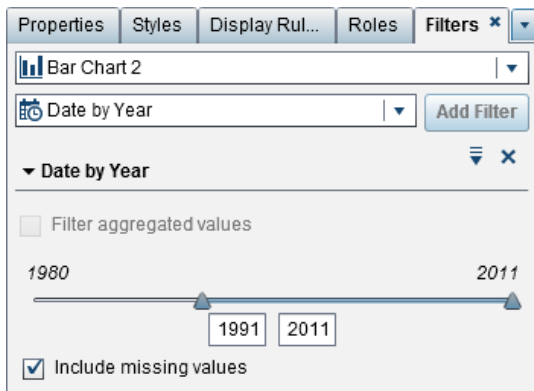 Properties Styles Display Rul... Roles Filters
Bar Chart 2
Date by Year Add Filter
Date by Year
Filter aggregated values
1980 2011
1991 2011
Include missing values